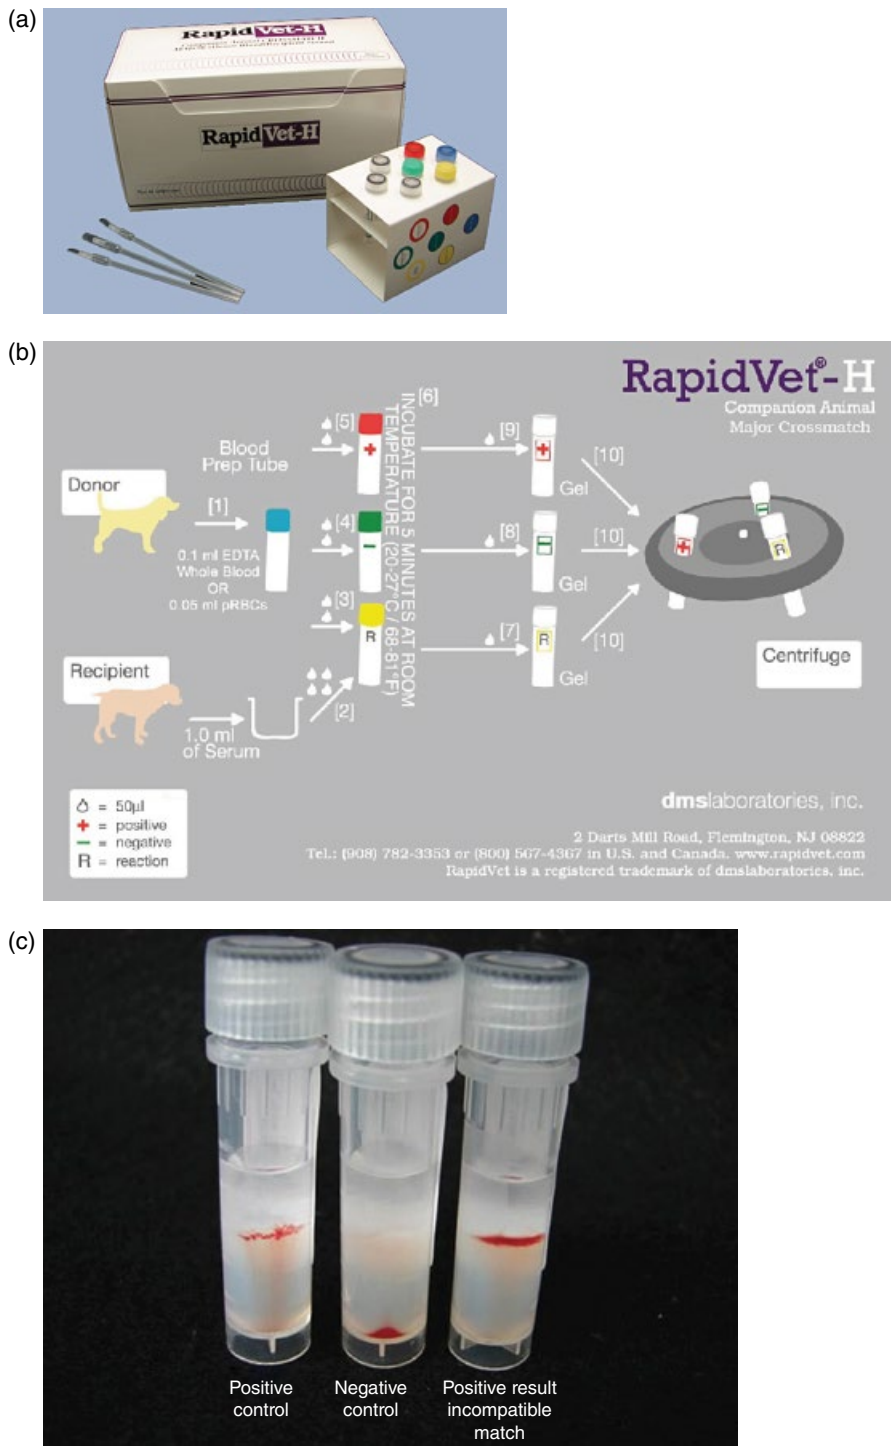 (a)
RapidVet-H
RapidVet-H
(b)
RapidVet®-H
Companion Animal
Major Crossmatch
Blood
Prep Tube
Donor
[1]
0.1 ml EDTA
Whole Blood
OR
0.05 ml pRBCs
[5]
+
[4]
–
[3]
R
[6]
INCUBATE FOR 5 MINUTES AT ROOM
TEMPERATURE (20-27°C / 68-81°F)
[9]
+
Gel
[8]
–
Gel
[7]
R
Gel
[10]
[10]
[10]
+
–
R
Centrifuge
Recipient
1.0 ml
of Serum
[2]
= 50µl
+ = positive
– = negative
R = reaction
dmslaboratories, inc.
2 Darts Mill Road, Flemington, NJ 08822
Tel.: (908) 782-3353 or (800) 567-4367 in U.S. and Canada. www.rapidvet.com
RapidVet is a registered trademark of dmslaboratories, inc.
(c)
Positive
control
Negative
control
Positive result
incompatible
match